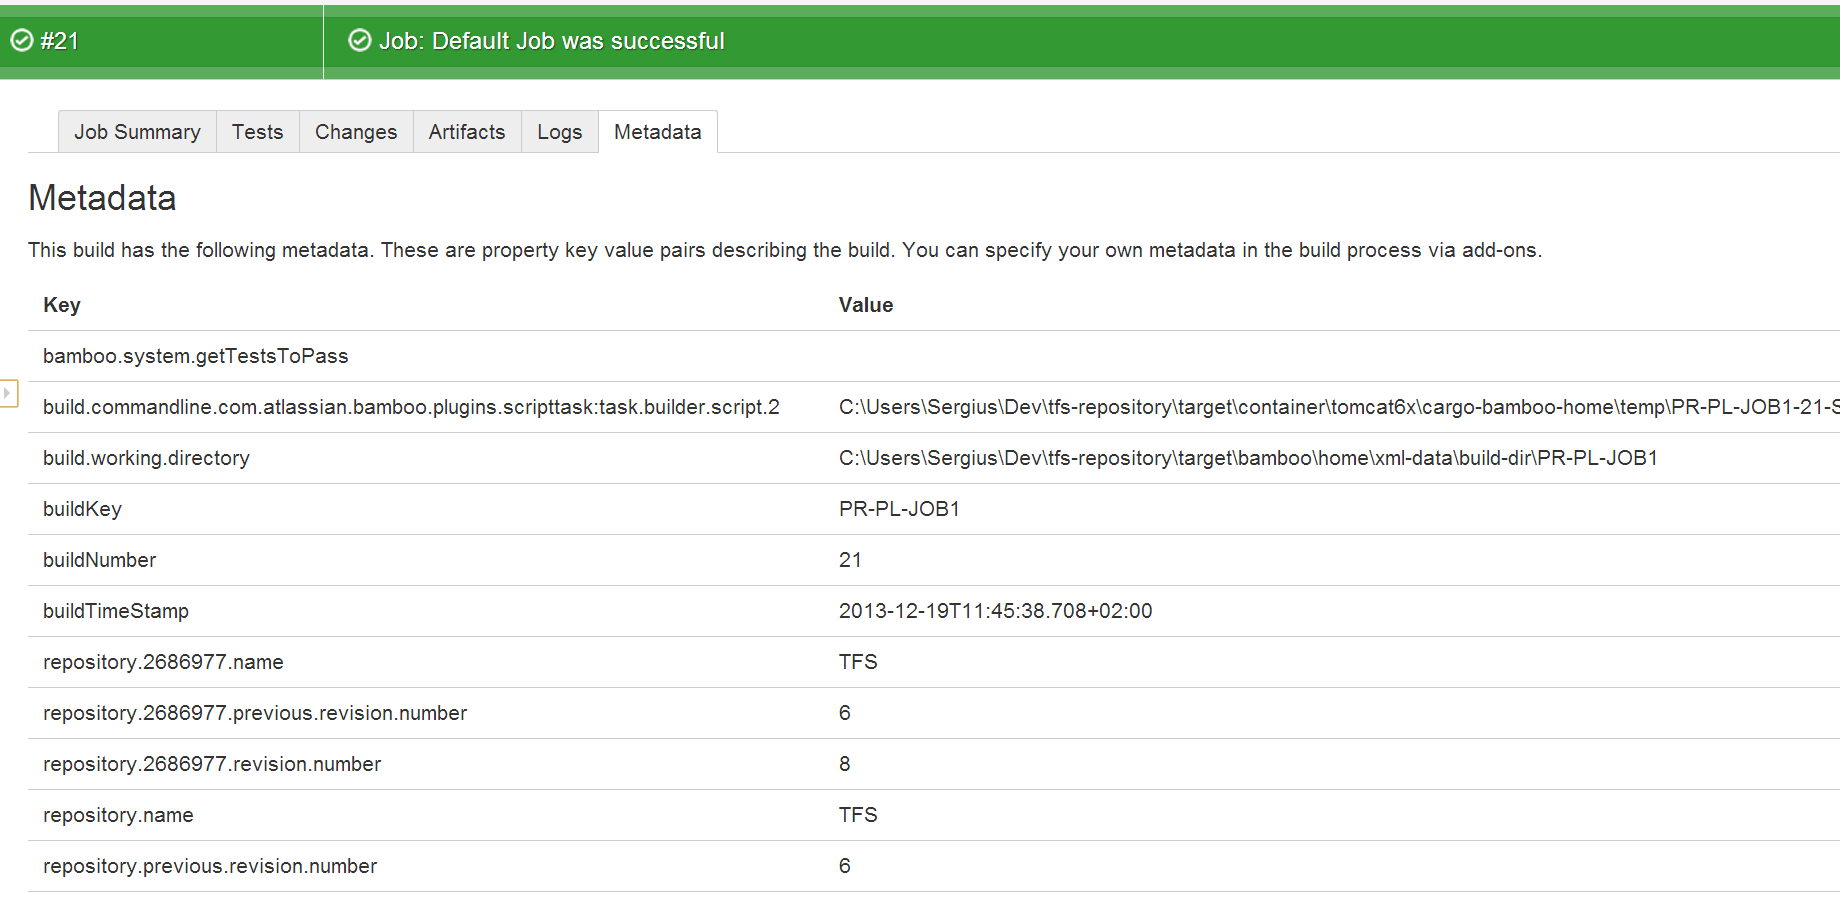 #21 Job: Default Job was successful
Job Summary Tests Changes Artifacts Logs Metadata
Metadata
This build has the following metadata. These are property key value pairs describing the build. You can specify your own metadata in the build process via add-ons.
Key Value
bamboo.system.getTestsToPass
build.commandline.com.atlassian.bamboo.plugins.scripttask:task.builder.script.2 C:\Users\Sergius\Dev\tfs-repository\target\container\tomcat6x\cargo-bamboo-home\temp\PR-PL-JOB1-21-S
build.working.directory C:\Users\Sergius\Dev\tfs-repository\target\bamboo\home\xml-data\build-dir\PR-PL-JOB1
buildKey PR-PL-JOB1
buildNumber 21
buildTimeStamp 2013-12-19T11:45:38.708+02:00
repository.2686977.name TFS
repository.2686977.previous.revision.number 6
repository.2686977.revision.number 8
repository.name TFS
repository.previous.revision.number 6